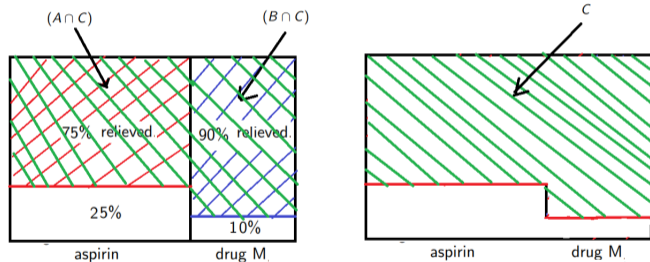 (A ∩ C)
(B ∩ C)
C
75% relieved.
90% relieved.
25%
10%
aspirin
drug M.
aspirin
drug M.